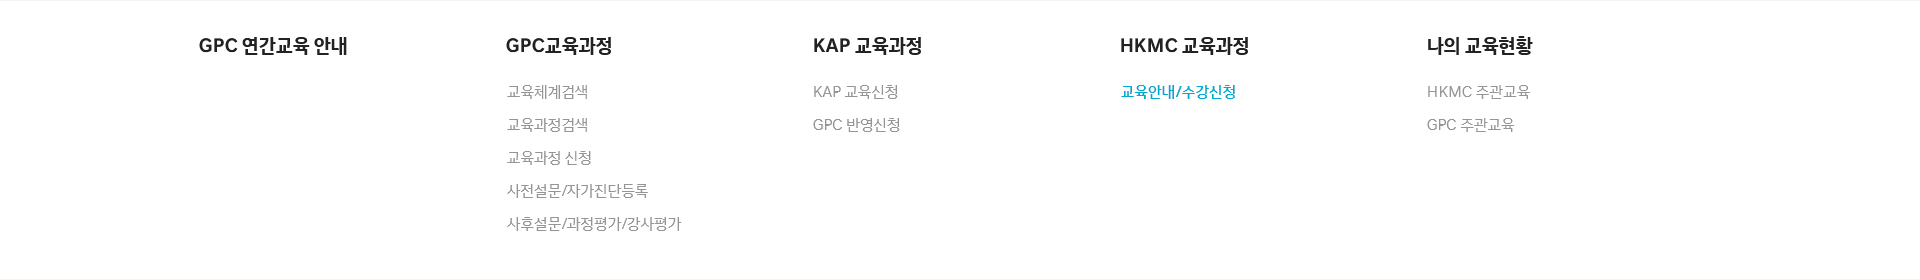 GPC 연간교육 안내
GPC교육과정
교육체계검색
교육과정검색
교육과정 신청
사전설문/자가진단등록
사후설문/과정평가/강사평가
KAP 교육과정
KAP 교육신청
GPC 반영신청
HKMC 교육과정
교육안내/수강신청
나의 교육현황
HKMC 주관교육
GPC 주관교육